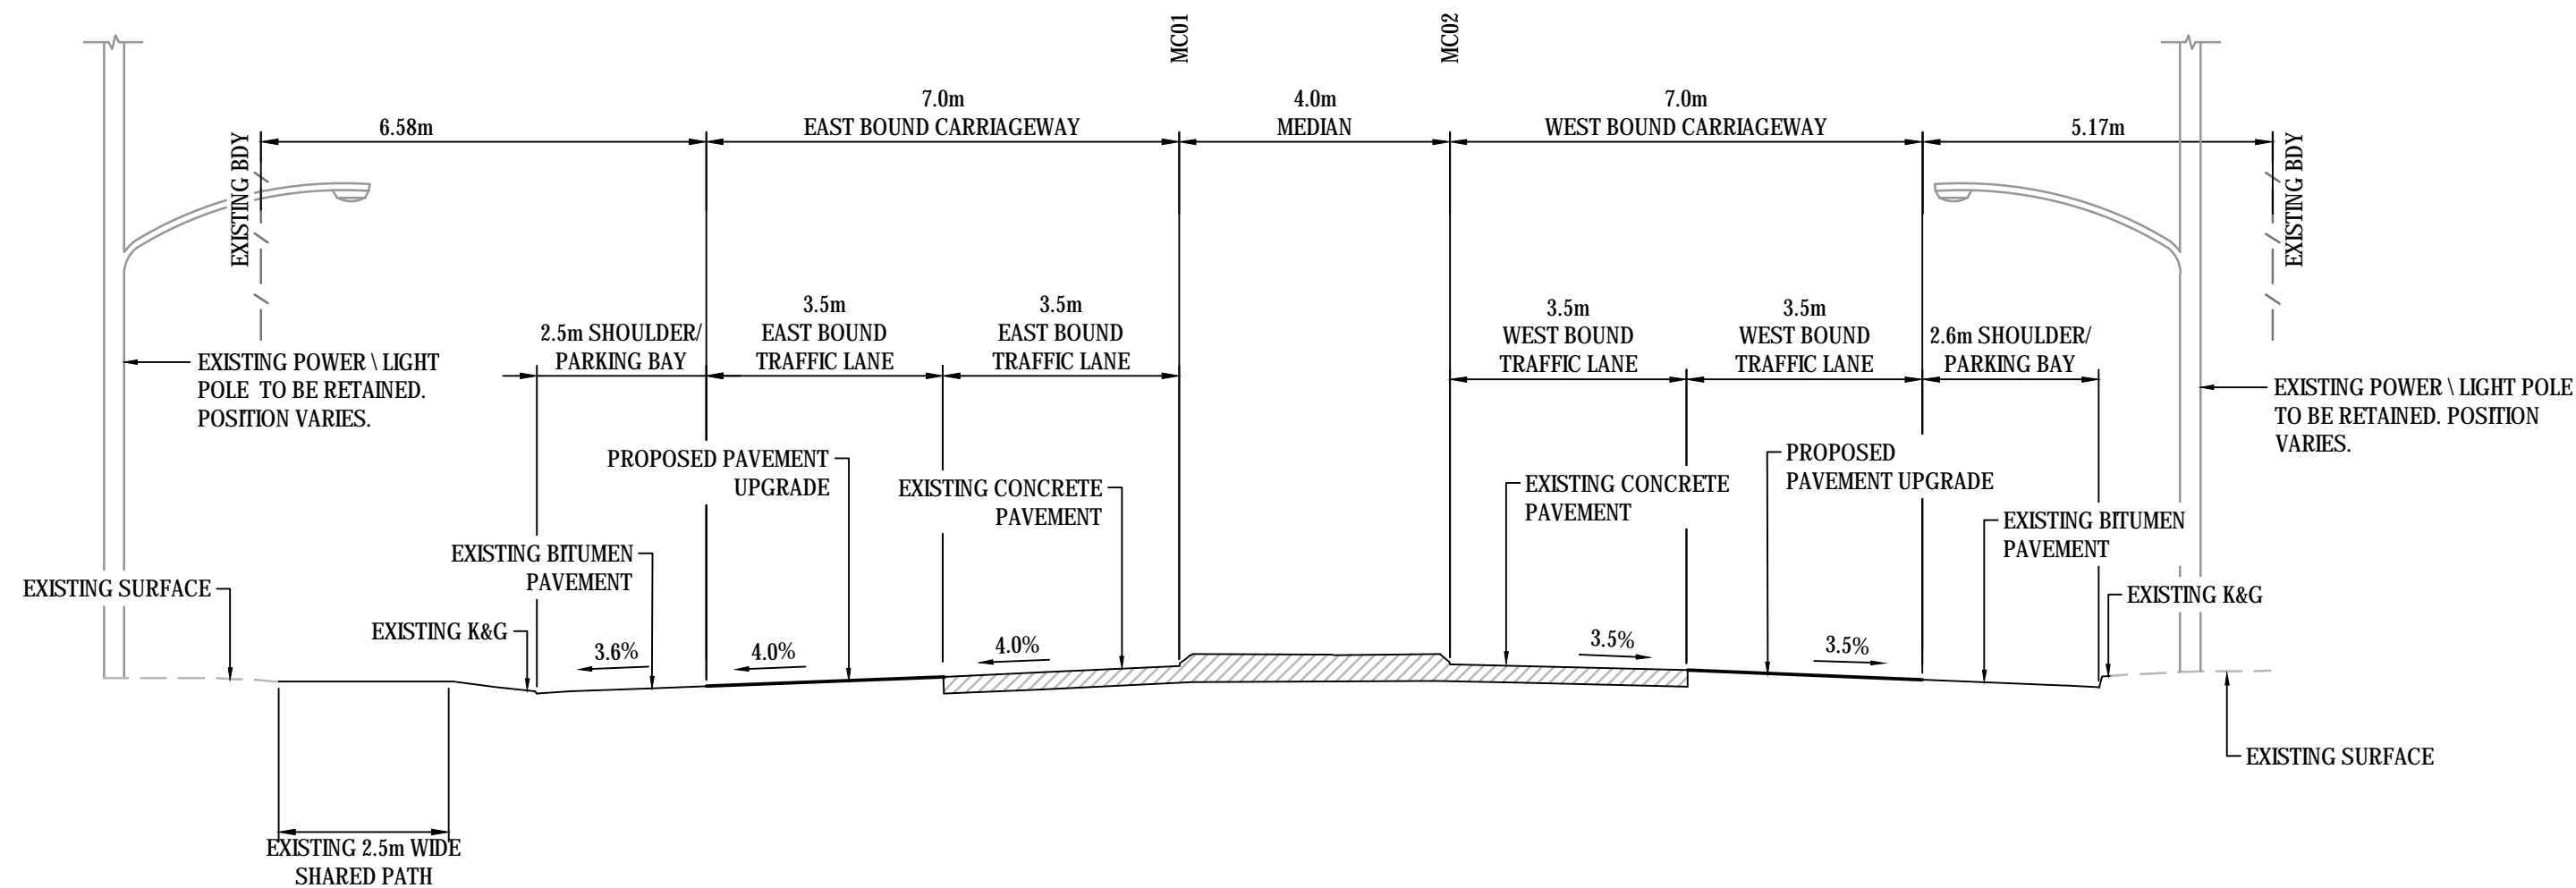 MC01
MC02
7.0m
EAST BOUND CARRIAGEWAY
4.0m
MEDIAN
7.0m
WEST BOUND CARRIAGEWAY
6.58m
5.17m
EXISTING BDY
EXISTING BDY
2.5m SHOULDER/
PARKING BAY
3.5m
EAST BOUND
TRAFFIC LANE
3.5m
EAST BOUND
TRAFFIC LANE
3.5m
WEST BOUND
TRAFFIC LANE
3.5m
WEST BOUND
TRAFFIC LANE
2.6m SHOULDER/
PARKING BAY
EXISTING POWER \ LIGHT
POLE TO BE RETAINED.
POSITION VARIES.
EXISTING POWER \ LIGHT POLE
TO BE RETAINED. POSITION
VARIES.
PROPOSED PAVEMENT
UPGRADE
EXISTING CONCRETE
PAVEMENT
EXISTING CONCRETE
PAVEMENT
PROPOSED
PAVEMENT UPGRADE
EXISTING BITUMEN
PAVEMENT
EXISTING BITUMEN
PAVEMENT
EXISTING SURFACE
EXISTING K&G
EXISTING K&G
3.6%
4.0%
4.0%
3.5%
3.5%
EXISTING SURFACE
EXISTING 2.5m WIDE
SHARED PATH